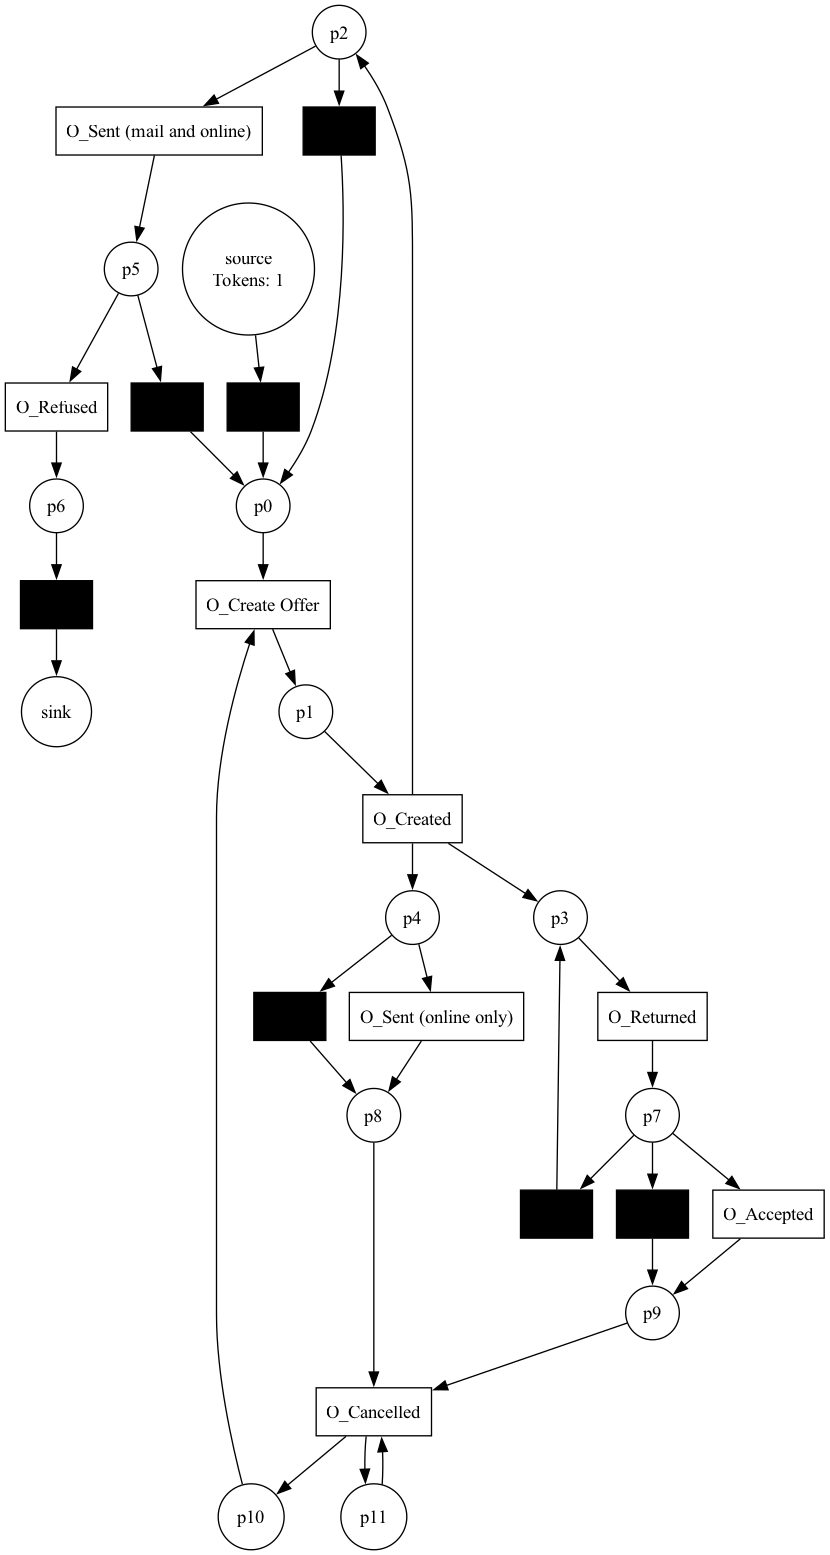 p2
O_Sent (mail and online)
source
Tokens: 1
p5
O_Refused
p6
p0
O_Create Offer
sink
p1
O_Created
p4
p3
O_Sent (online only)
O_Returned
p8
p7
O_Accepted
p9
O_Cancelled
p10
p11